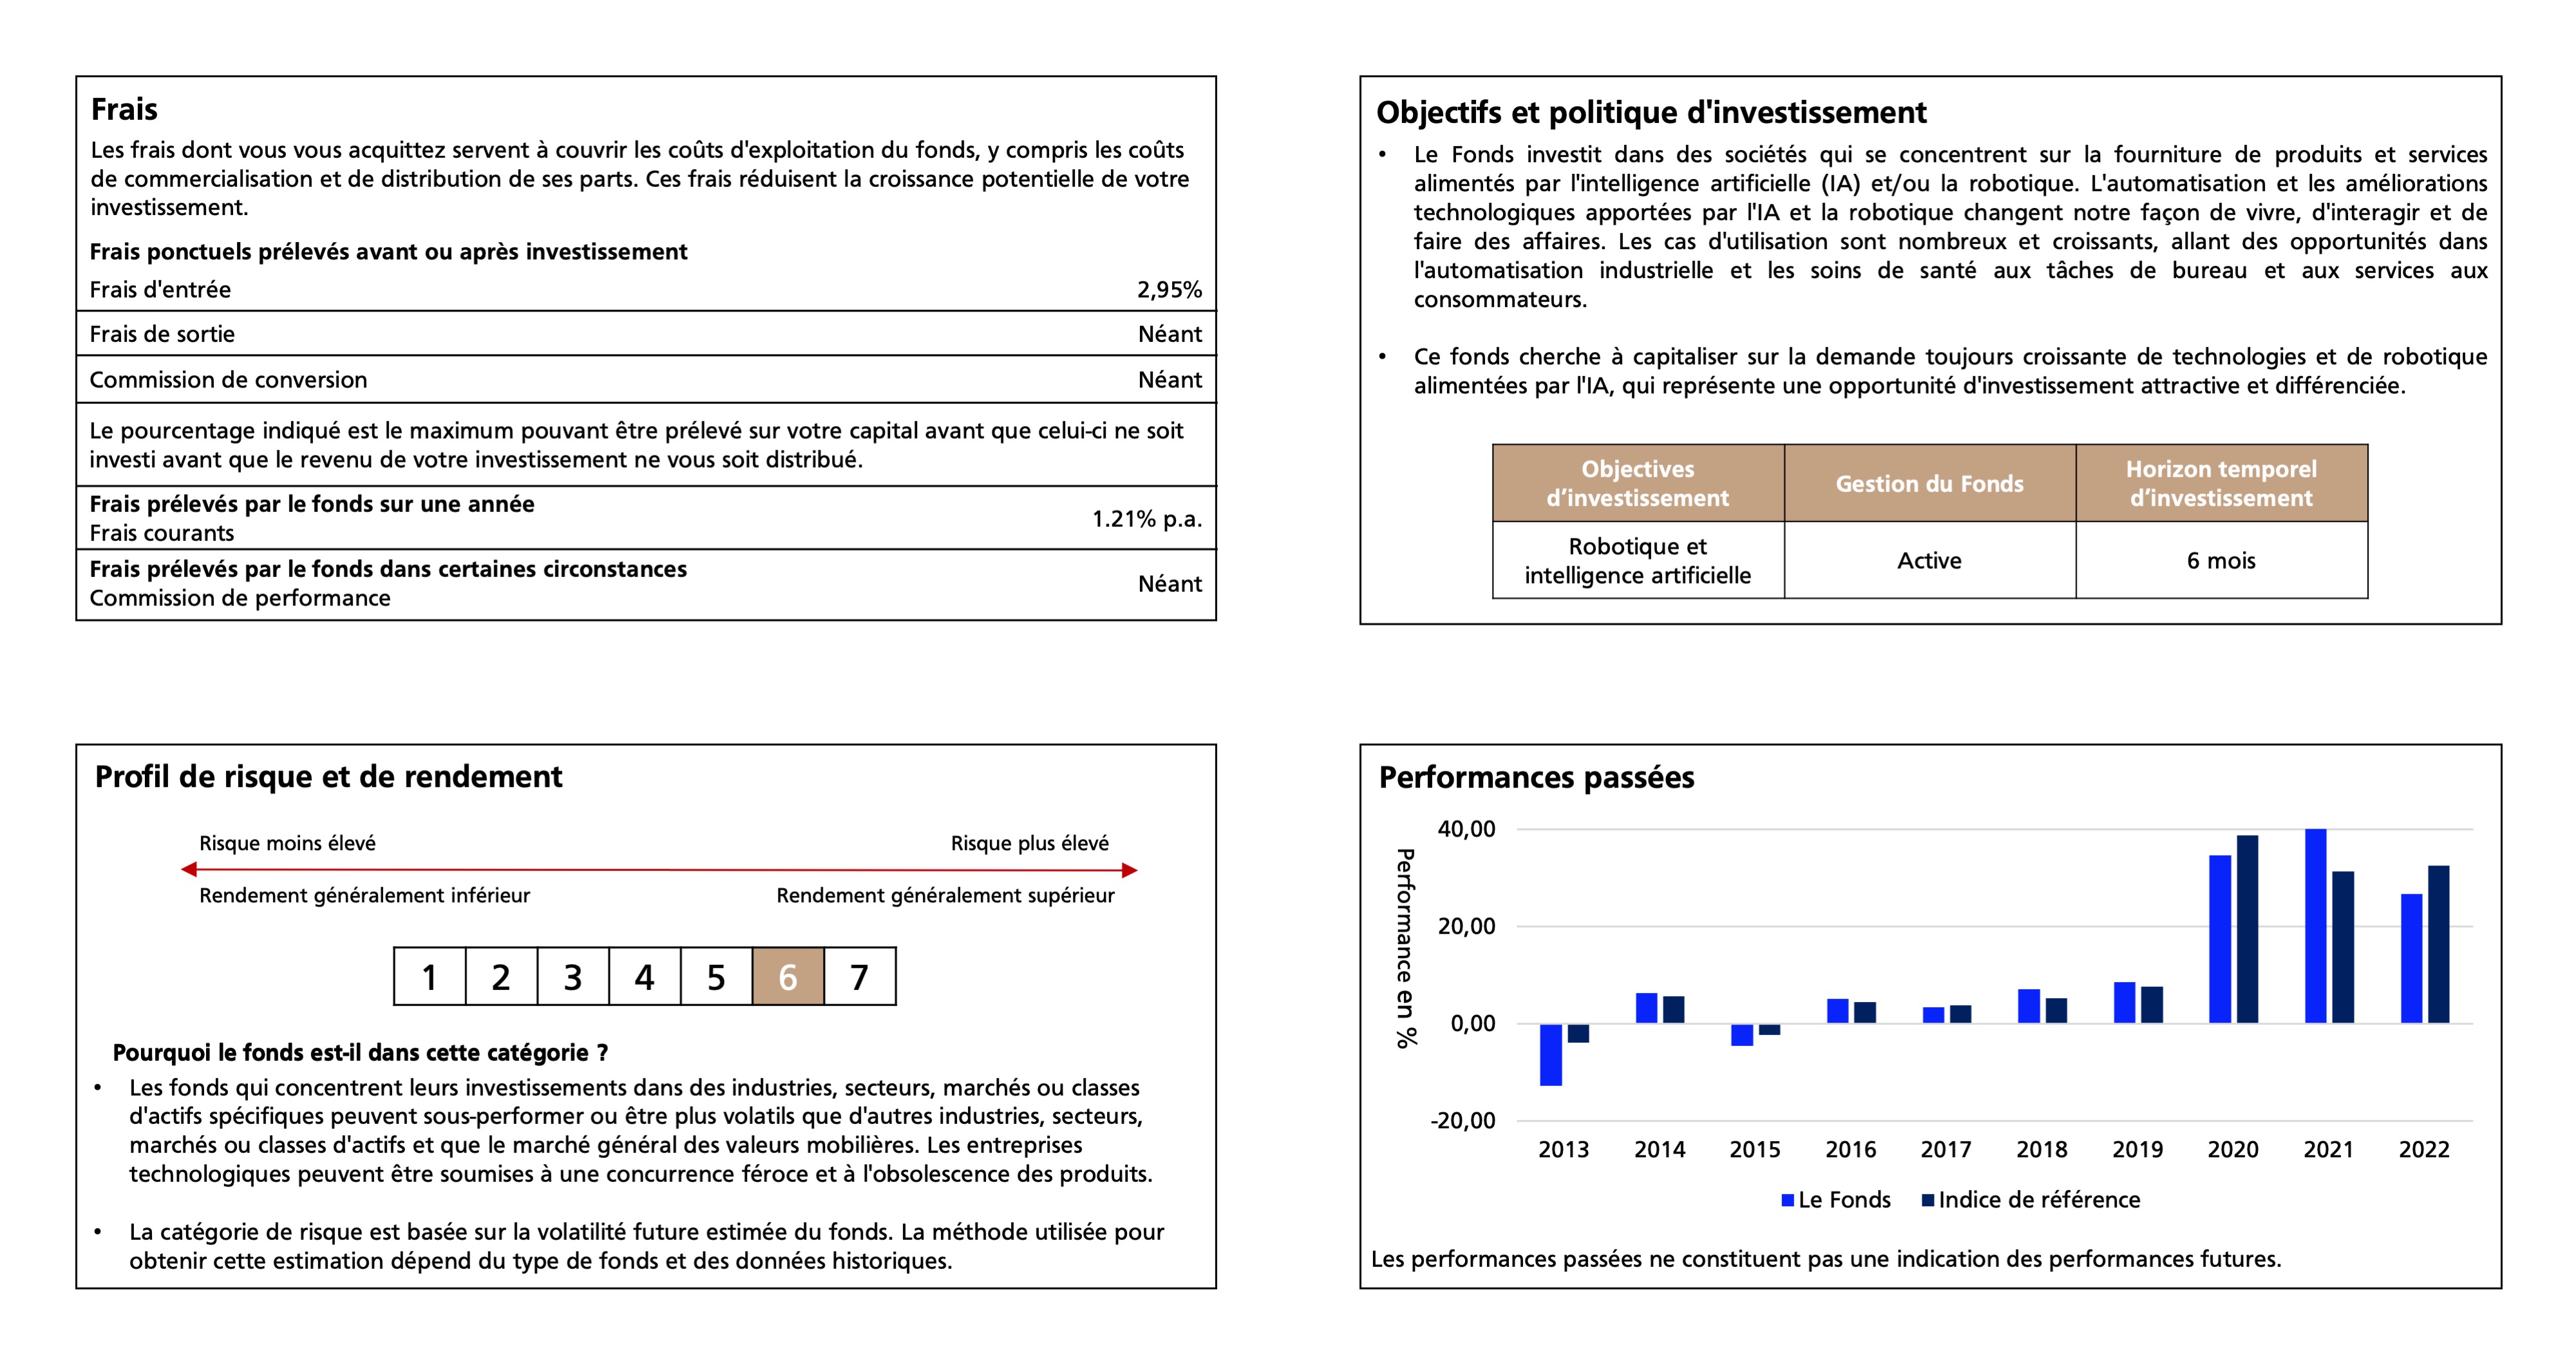 Frais
Les frais dont vous vous acquittez servent à couvrir les coûts d'exploitation du fonds, y compris les coûts
de commercialisation et de distribution de ses parts. Ces frais réduisent la croissance potentielle de votre
investissement.
Frais ponctuels prélevés avant ou après investissement
Frais d'entrée 2,95%
Frais de sortie Néant
Commission de conversion Néant
Le pourcentage indiqué est le maximum pouvant être prélevé sur votre capital avant que celui-ci ne soit
investi avant que le revenu de votre investissement ne vous soit distribué.
Frais prélevés par le fonds sur une année
Frais courants 1.21% p.a.
Frais prélevés par le fonds dans certaines circonstances
Commission de performance Néant
Objectifs et politique d'investissement
• Le Fonds investit dans des sociétés qui se concentrent sur la fourniture de produits et services
alimentés par l'intelligence artificielle (IA) et/ou la robotique. L'automatisation et les améliorations
technologiques apportées par l'IA et la robotique changent notre façon de vivre, d'interagir et de
faire des affaires. Les cas d'utilisation sont nombreux et croissants, allant des opportunités dans
l'automatisation industrielle et les soins de santé aux tâches de bureau et aux services aux
consommateurs.
• Ce fonds cherche à capitaliser sur la demande toujours croissante de technologies et de robotique
alimentées par l'IA, qui représente une opportunité d'investissement attractive et différenciée.
Objectives
d’investissement
Gestion du Fonds
Horizon temporel
d’investissement
Robotique et
intelligence artificielle
Active
6 mois
Profil de risque et de rendement
Risque moins élevé Risque plus élevé
Rendement généralement inférieur Rendement généralement supérieur
1 2 3 4 5 6 7
Pourquoi le fonds est-il dans cette catégorie ?
• Les fonds qui concentrent leurs investissements dans des industries, secteurs, marchés ou classes
d'actifs spécifiques peuvent sous-performer ou être plus volatils que d'autres industries, secteurs,
marchés ou classes d'actifs et que le marché général des valeurs mobilières. Les entreprises
technologiques peuvent être soumises à une concurrence féroce et à l'obsolescence des produits.
• La catégorie de risque est basée sur la volatilité future estimée du fonds. La méthode utilisée pour
obtenir cette estimation dépend du type de fonds et des données historiques.
Performances passées
Performance en %
40,00
20,00
0,00
-20,00
2013 2014 2015 2016 2017 2018 2019 2020 2021 2022
Le Fonds Indice de référence
Les performances passées ne constituent pas une indication des performances futures.